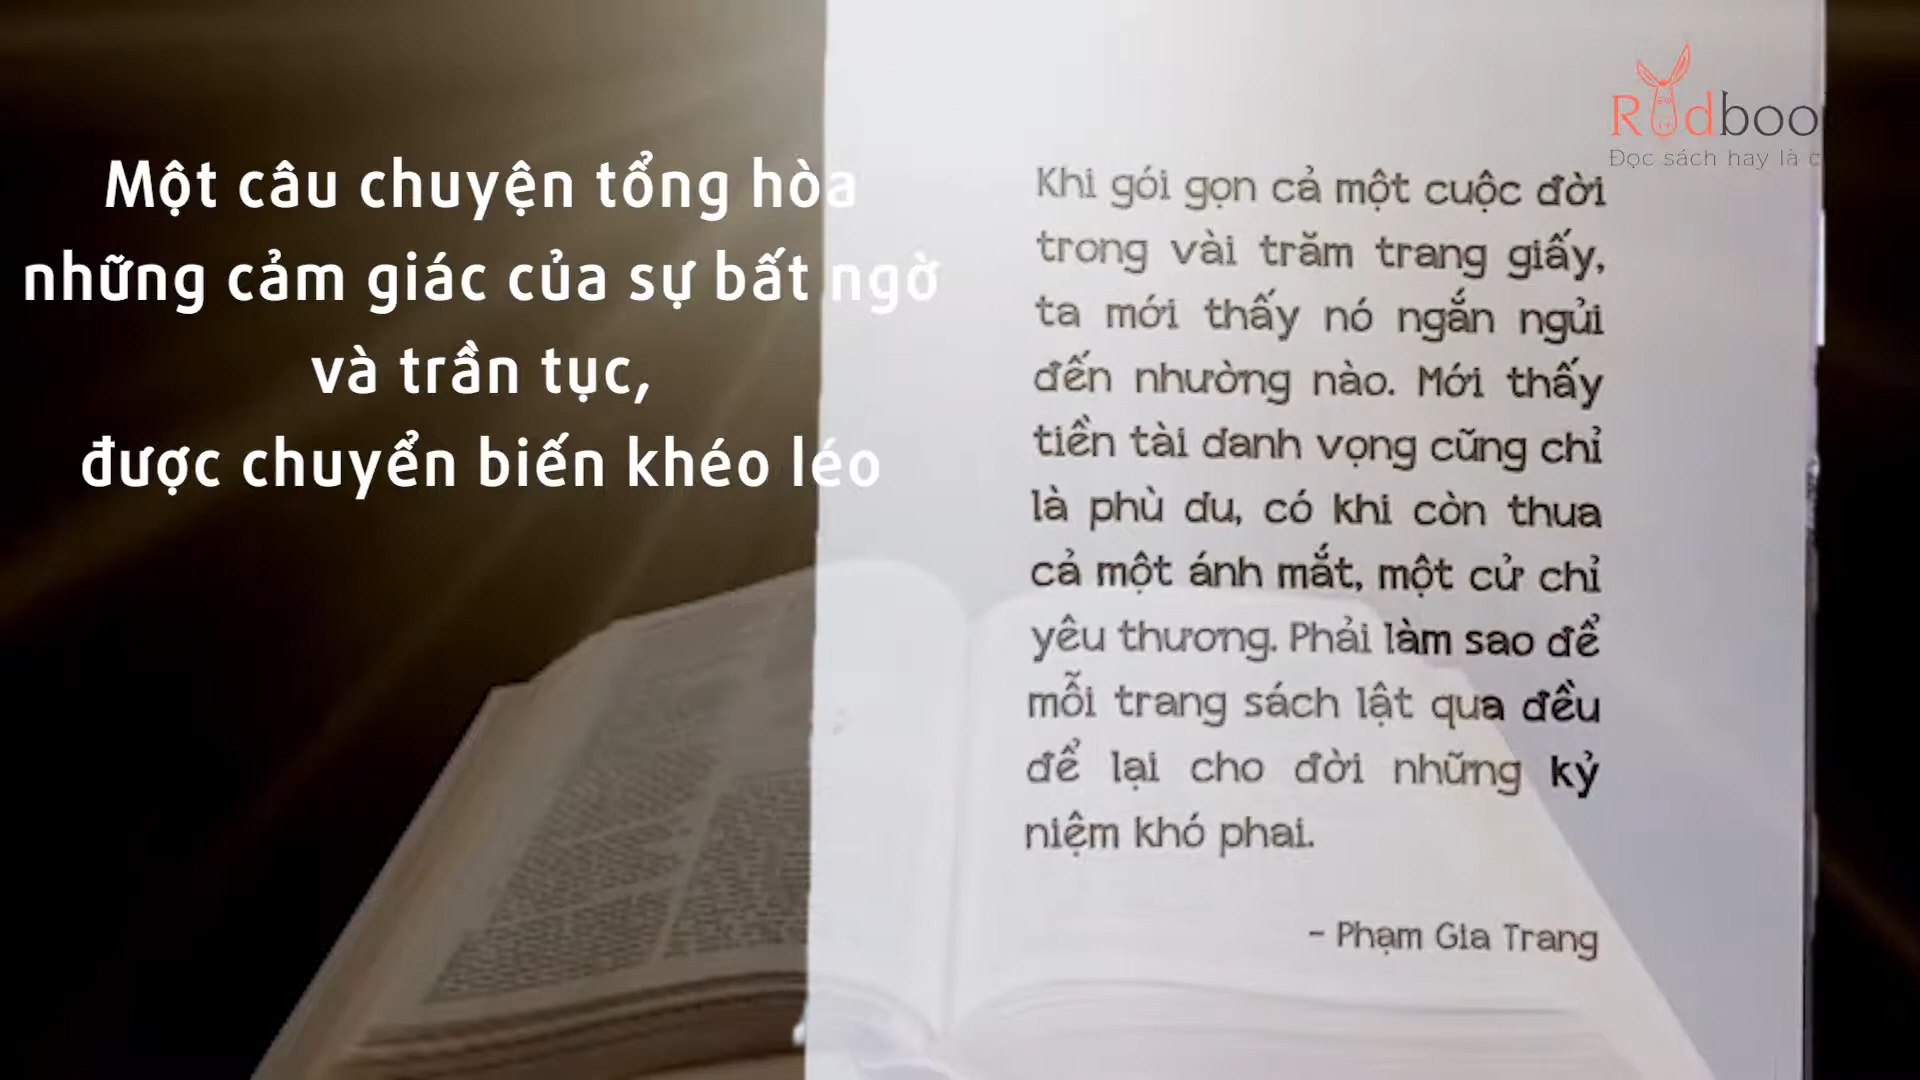 Một câu chuyện tổng hòa
những cảm giác của sự bất ngờ
và trần tục,
được chuyển biến khéo léo
Rudboo
Đọc sách hay là c
Khi gói gọn cả một cuộc đời
trong vài trăm trang giấy,
ta mới thấy nó ngắn ngủi
đến nhường nào. Mới thấy
tiền tài danh vọng cũng chỉ
là phù du, có khi còn thua
cả một ánh mắt, một cử chỉ
yêu thương. Phải làm sao để
mỗi trang sách lật qua đều
để lại cho đời những kỷ
niệm khó phai.
- Phạm Gia Trang